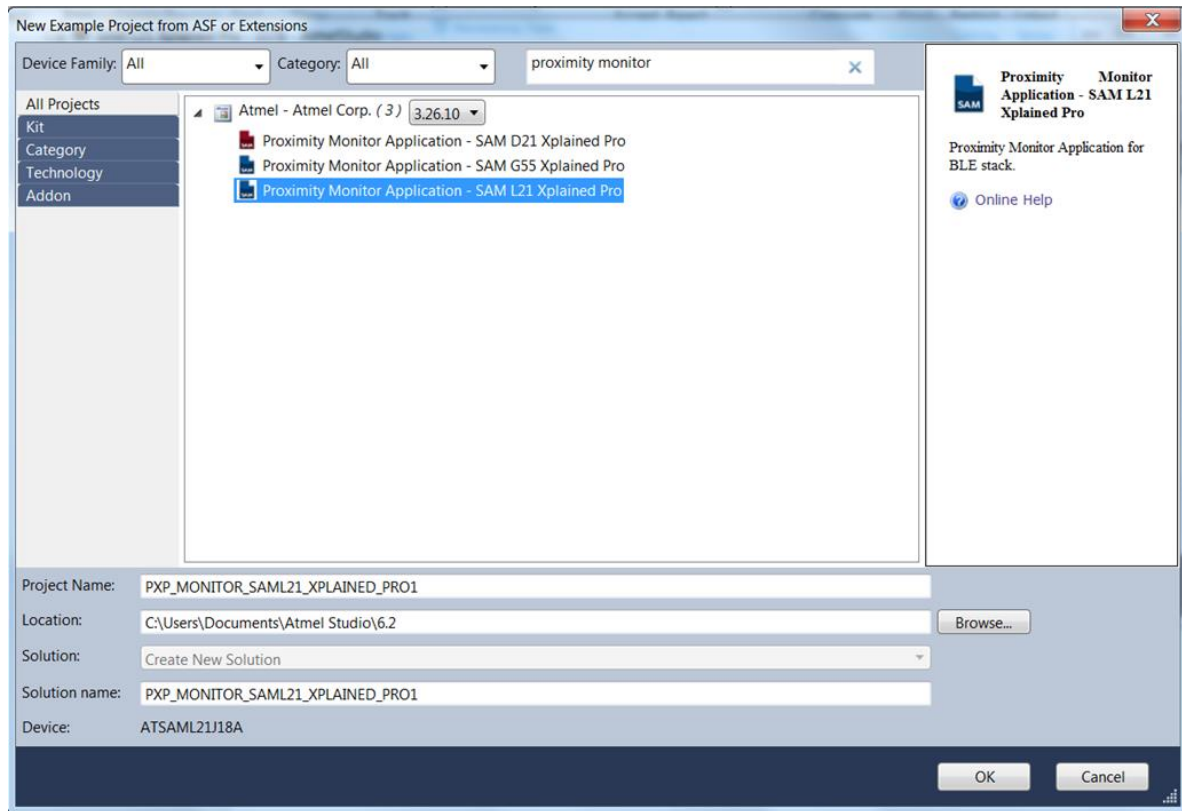 New Example Project from ASF or Extensions
Device Family: All Category: All proximity monitor
All Projects
Kit
Category
Technology
Addon
Atmel - Atmel Corp. (3) 3.26.10
Proximity Monitor Application - SAM D21 Xplained Pro
Proximity Monitor Application - SAM G55 Xplained Pro
Proximity Monitor Application - SAM L21 Xplained Pro
SAM
Proximity Monitor
Application - SAM L21
Xplained Pro
Proximity Monitor Application for
BLE stack.
Online Help
Project Name: PXP_MONITOR_SAML21_XPLAINED_PRO1
Location: C:\Users\Documents\Atmel Studio\6.2 Browse...
Solution: Create New Solution
Solution name: PXP_MONITOR_SAML21_XPLAINED_PRO1
Device: ATSAML21J18A
OK Cancel